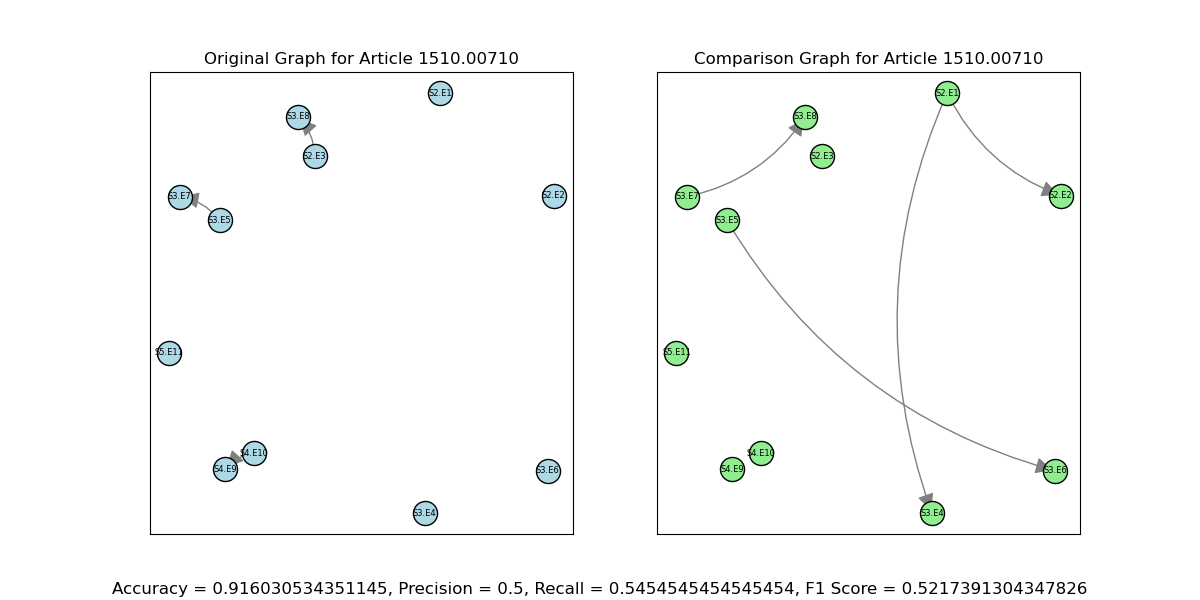 Original Graph for Article 1510.00710
S2.E1
S3.E8
S2.E3
S3.E7
S2.E2
S3.E5
S5.E11
S4.E10
S4.E9
S3.E6
S3.E4
Comparison Graph for Article 1510.00710
S2.E1
S3.E8
S2.E3
S3.E7
S2.E2
S3.E5
S5.E11
S4.E10
S4.E9
S3.E6
S3.E4
Accuracy = 0.916030534351145, Precision = 0.5, Recall = 0.5454545454545454, F1 Score = 0.5217391304347826